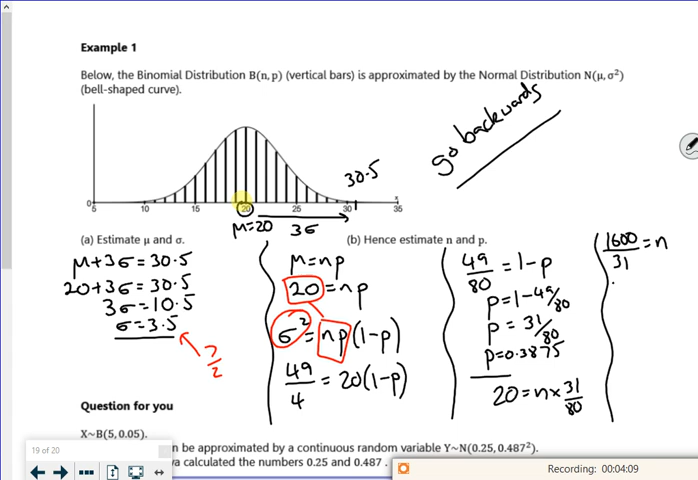 Example 1
Below, the Binomial Distribution B(n, p) (vertical bars) is approximated by the Normal Distribution N(μ, σ²)
(bell-shaped curve).
go backwards
30.5
0
5 10 15 20 25 30 35
x
μ=20 3σ
(a) Estimate μ and σ.
μ+3σ=30.5
20+3σ=30.5
3σ=10.5
σ=3.5
7/2
(b) Hence estimate n and p.
μ=np
20=np
σ²=np(1-p)
49/4=20(1-p)
49/80=1-p
p=1-49/80
p=31/80
p=0.3875
20=n×31/80
1600/31=n
Question for you
X~B(5, 0.05).
n be approximated by a continuous random variable Y~N(0.25, 0.487²).
va calculated the numbers 0.25 and 0.487 .
19 of 20
Recording: 00:04:09